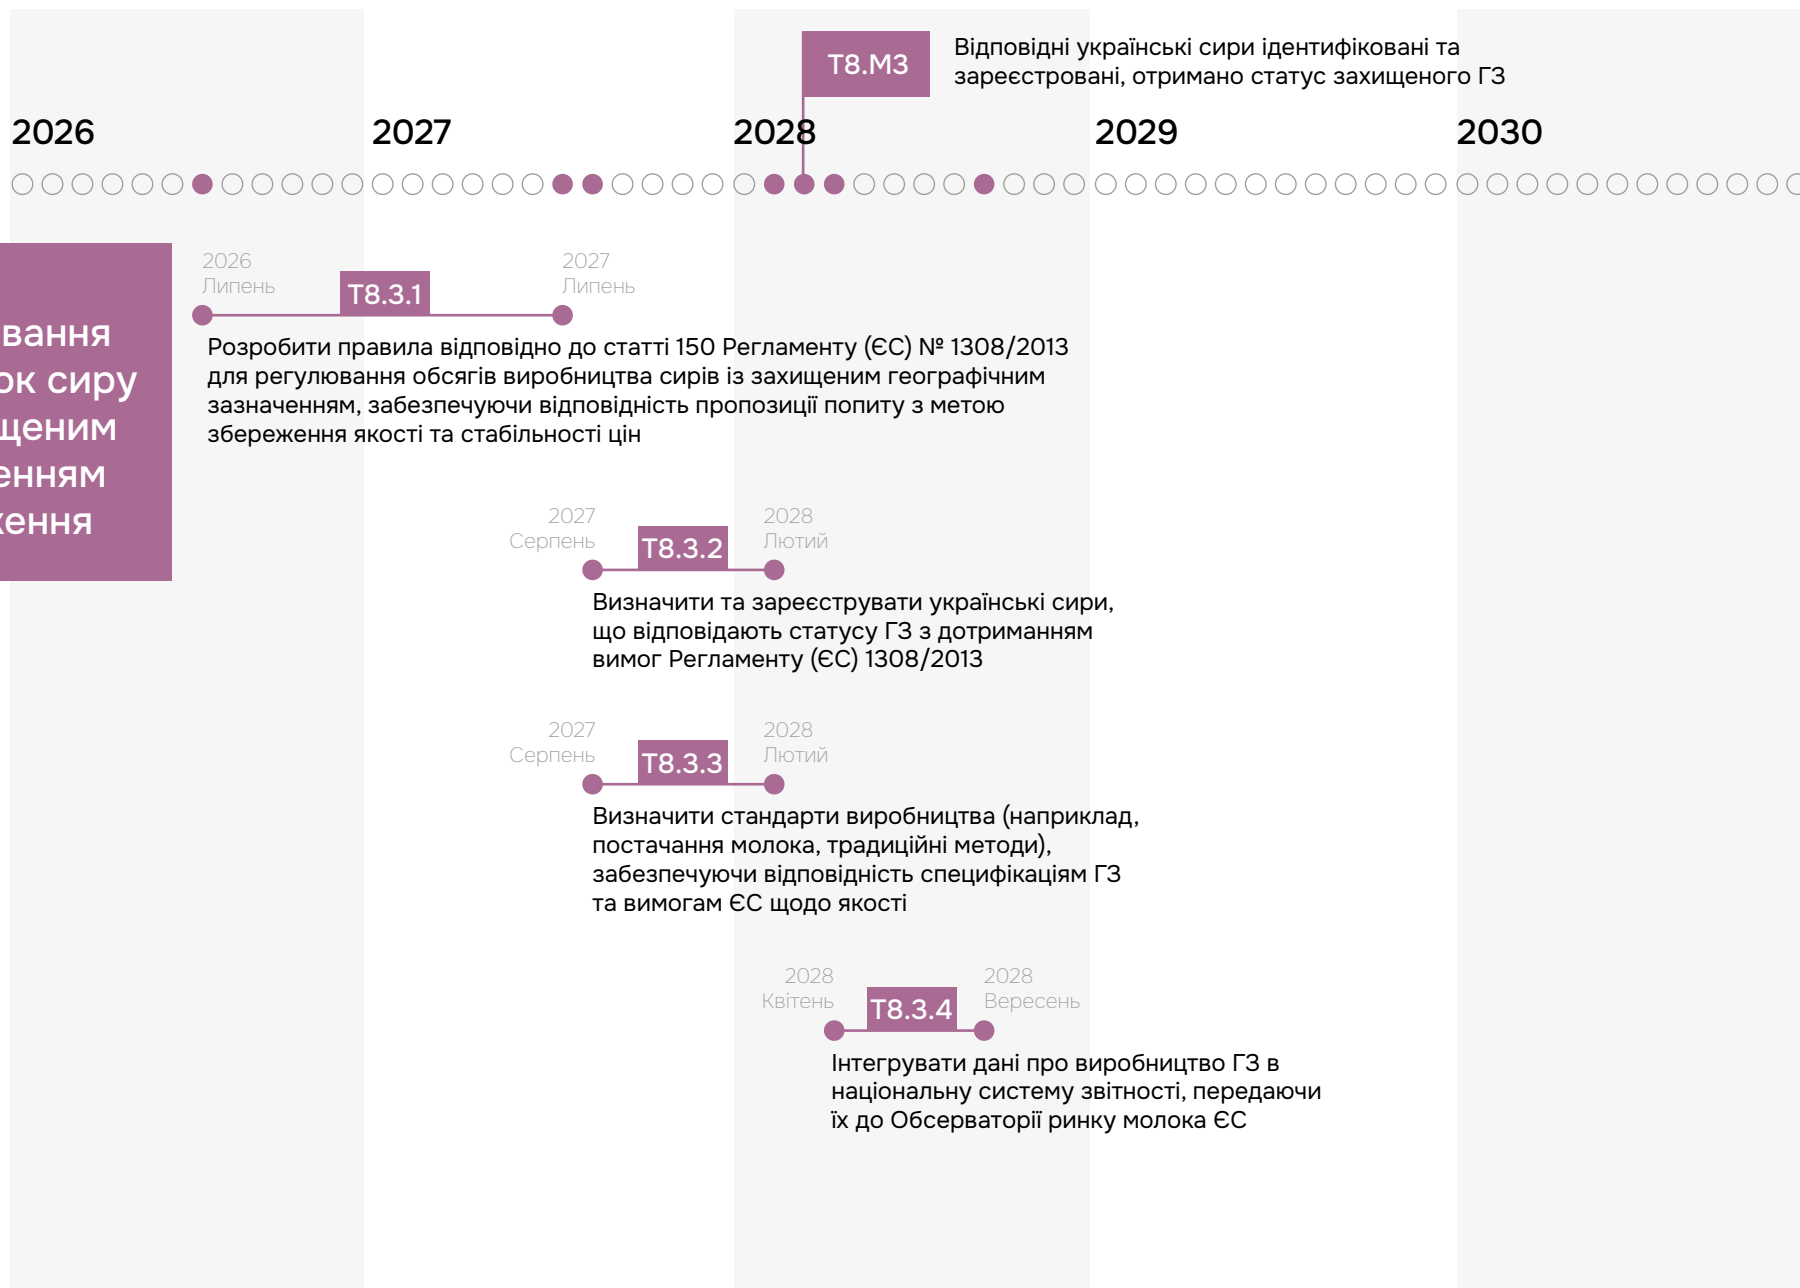 T8.M3
Відповідні українські сири ідентифіковані та
зареєстровані, отримано статус захищеного ГЗ
2026
2027
2028
2029
2030
вання
ок сиру
щеним
енням
ження
2026
Липень
T8.3.1
2027
Липень
Розробити правила відповідно до статті 150 Регламенту (ЄС) № 1308/2013
для регулювання обсягів виробництва сирів із захищеним географічним
зазначенням, забезпечуючи відповідність пропозиції попиту з метою
збереження якості та стабільності цін
2027
Серпень
T8.3.2
2028
Лютий
Визначити та зареєструвати українські сири,
що відповідають статусу ГЗ з дотриманням
вимог Регламенту (ЄС) 1308/2013
2027
Серпень
T8.3.3
2028
Лютий
Визначити стандарти виробництва (наприклад,
постачання молока, традиційні методи),
забезпечуючи відповідність специфікаціям ГЗ
та вимогам ЄС щодо якості
2028
Квітень
T8.3.4
2028
Вересень
Інтегрувати дані про виробництво ГЗ в
національну систему звітності, передаючи
їх до Обсерваторії ринку молока ЄС